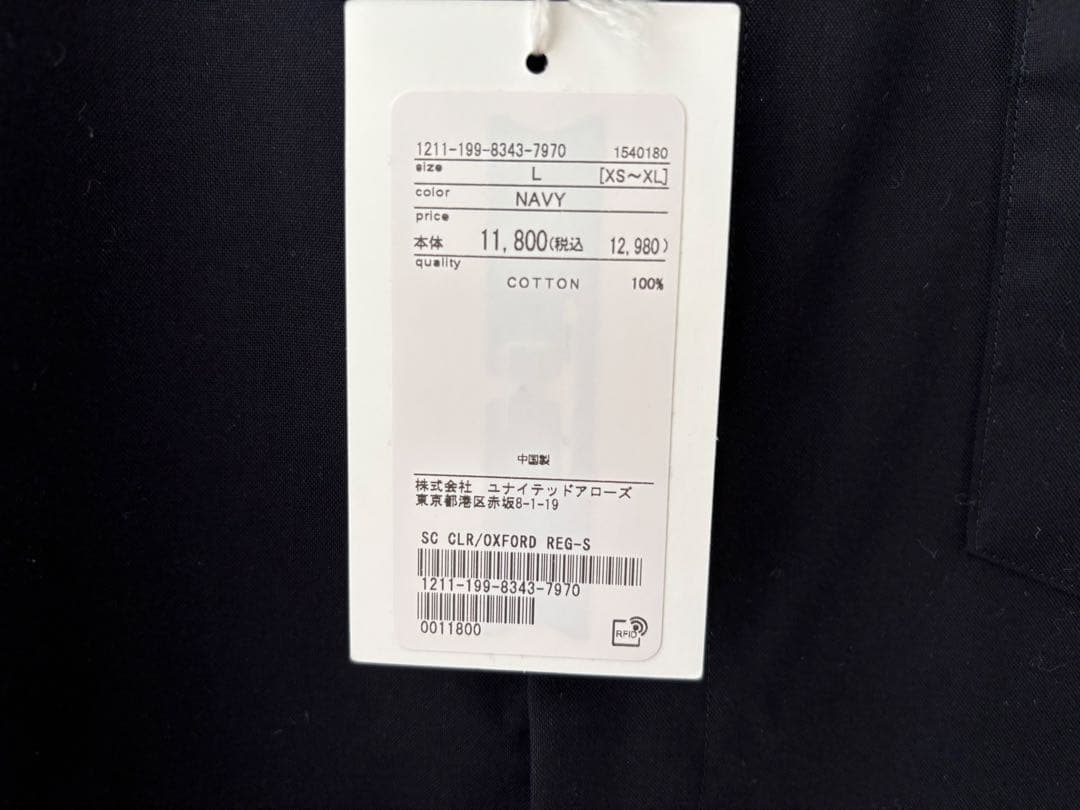 1211-199-8343-7970 1540180
size L [XS～XL]
color NAVY
price
本体 11,800(税込 12,980)
quality
COTTON 100%
中国製
株式会社 ユナイテッドアローズ
東京都港区赤坂8-1-19
SC CLR/OXFORD REG-S
1211-199-8343-7970
0011800
RFID